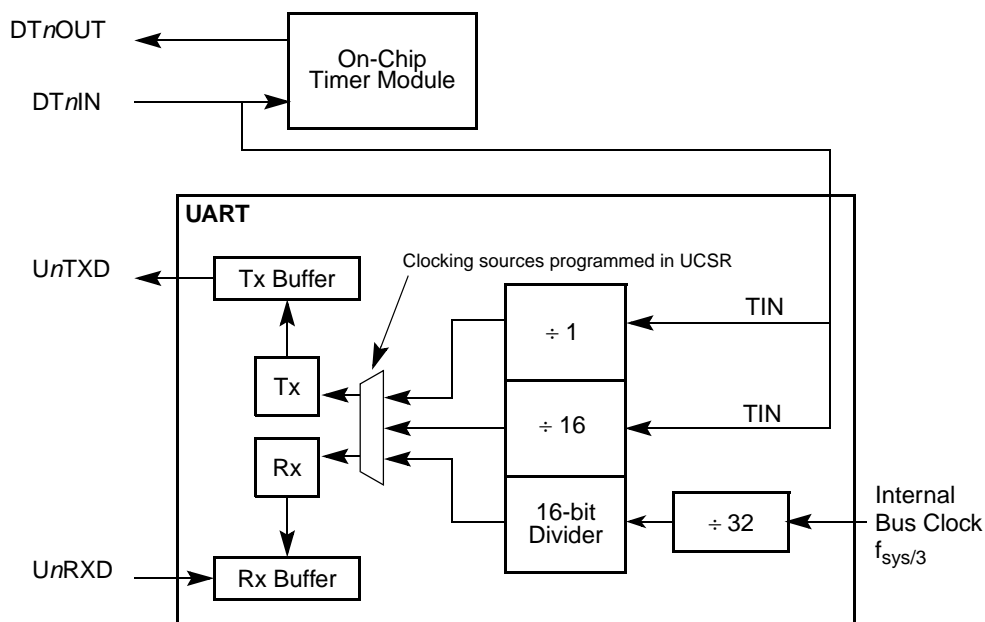 DTnOUT
On-Chip
Timer Module
DTnIN
UART
UnTXD
Tx Buffer
Clocking sources programmed in UCSR
÷ 1
TIN
Tx
÷ 16
TIN
Rx
16-bit
Divider
÷ 32
Internal
Bus Clock
fsys/3
UnRXD
Rx Buffer